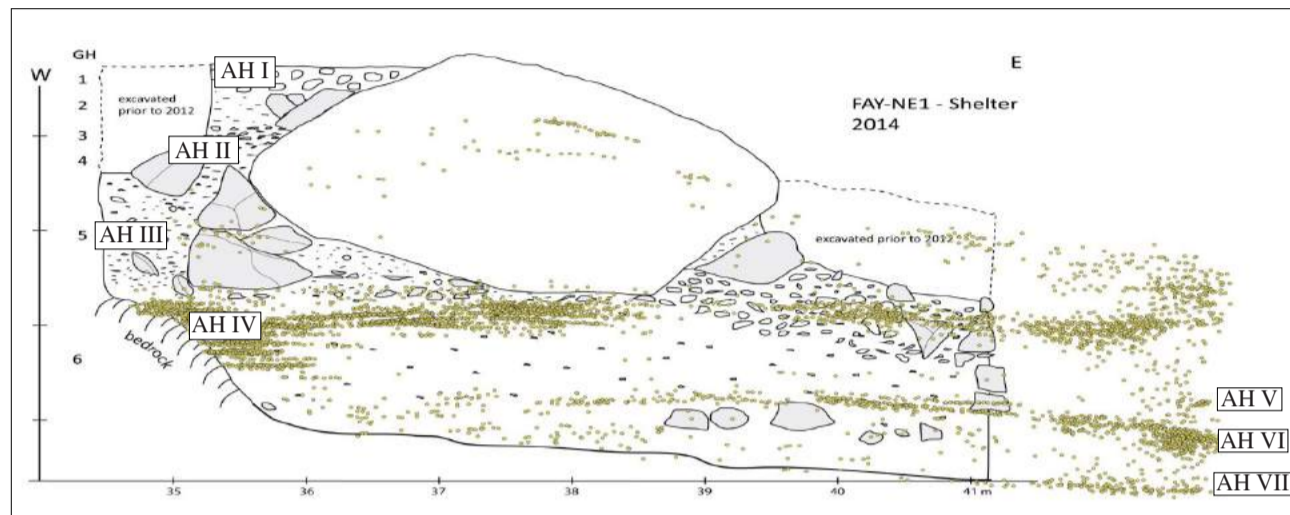 GH
W
1
2
3
4
5
6
AH I
excavated
prior to 2012
AH II
AH III
AH IV
bedrock
E
FAY-NE1 - Shelter
2014
excavated prior to 2012
AH V
AH VI
AH VII
35 36 37 38 39 40 41 m